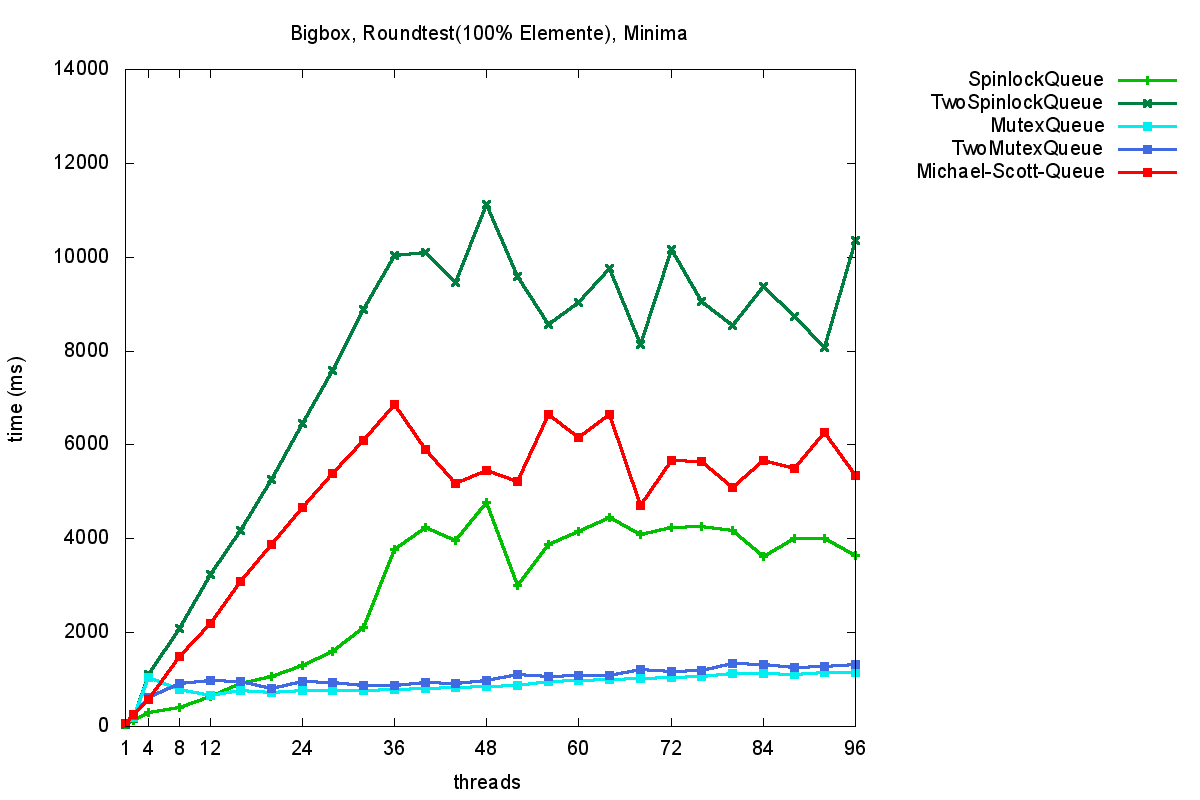 Bigbox, Roundtest(100% Elemente), Minima
14000
12000
10000
8000
6000
4000
2000
0
time (ms)
1 4 8 12 24 36 48 60 72 84 96
threads
SpinlockQueue
TwoSpinlockQueue
MutexQueue
TwoMutexQueue
Michael-Scott-Queue